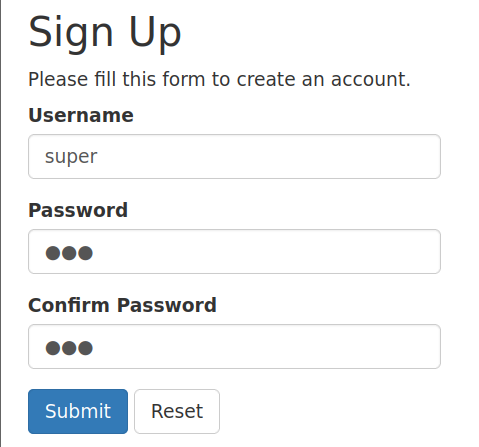 Sign Up
Please fill this form to create an account.
Username
super
Password
●●●
Confirm Password
●●●
Submit Reset